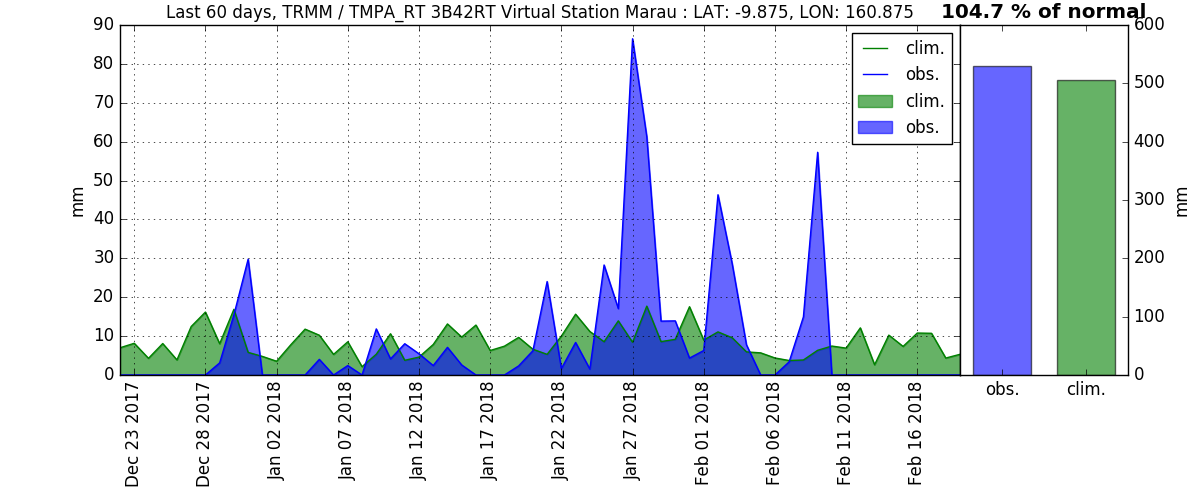 Last 60 days, TRMM / TMPA_RT 3B42RT Virtual Station Marau : LAT: -9.875, LON: 160.875
104.7 % of normal
90
80
70
60
50
40
30
20
10
0
mm
clim.
obs.
clim.
obs.
600
500
400
300
200
100
0
mm
Dec 23 2017
Dec 28 2017
Jan 02 2018
Jan 07 2018
Jan 12 2018
Jan 17 2018
Jan 22 2018
Jan 27 2018
Feb 01 2018
Feb 06 2018
Feb 11 2018
Feb 16 2018
obs.
clim.